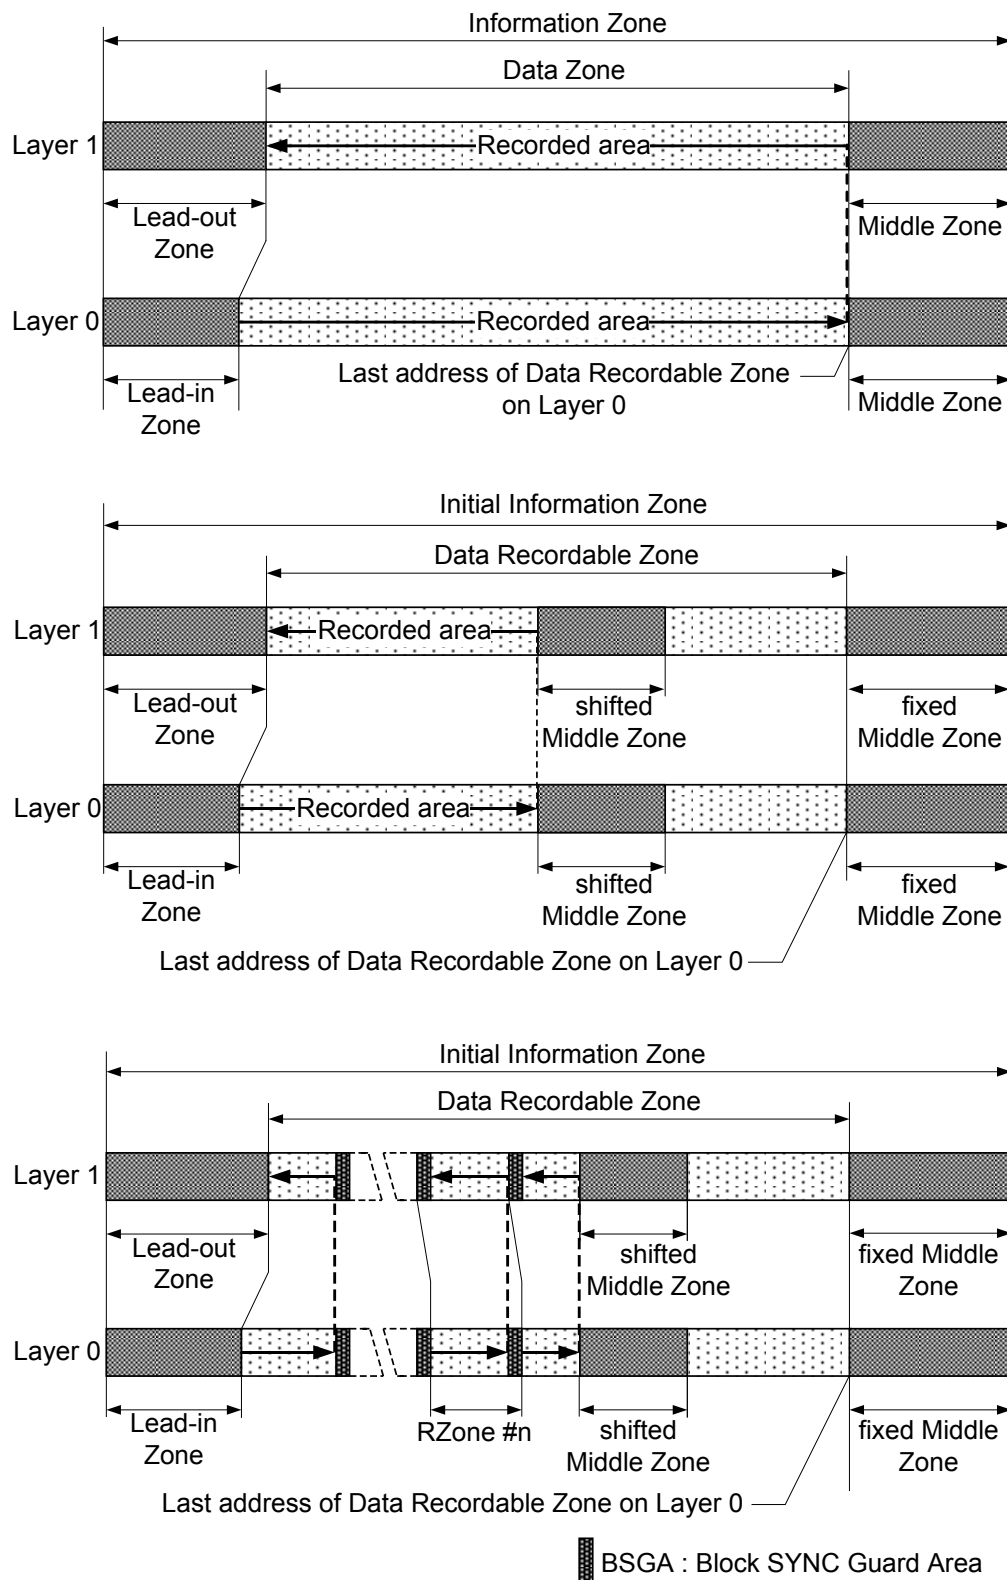 Information Zone
Data Zone
Layer 1
Recorded area
Lead-out
Zone
Middle Zone
Layer 0
Recorded area
Lead-in
Zone
Last address of Data Recordable Zone
on Layer 0
Middle Zone
Initial Information Zone
Data Recordable Zone
Layer 1
Recorded area
Lead-out
Zone
shifted
Middle Zone
fixed
Middle Zone
Layer 0
Recorded area
Lead-in
Zone
shifted
Middle Zone
fixed
Middle Zone
Last address of Data Recordable Zone on Layer 0
Initial Information Zone
Data Recordable Zone
Layer 1
Lead-out
Zone
shifted
Middle Zone
fixed Middle
Zone
Layer 0
Lead-in
Zone
RZone #n
shifted
Middle Zone
fixed Middle
Zone
Last address of Data Recordable Zone on Layer 0
BSGA : Block SYNC Guard Area